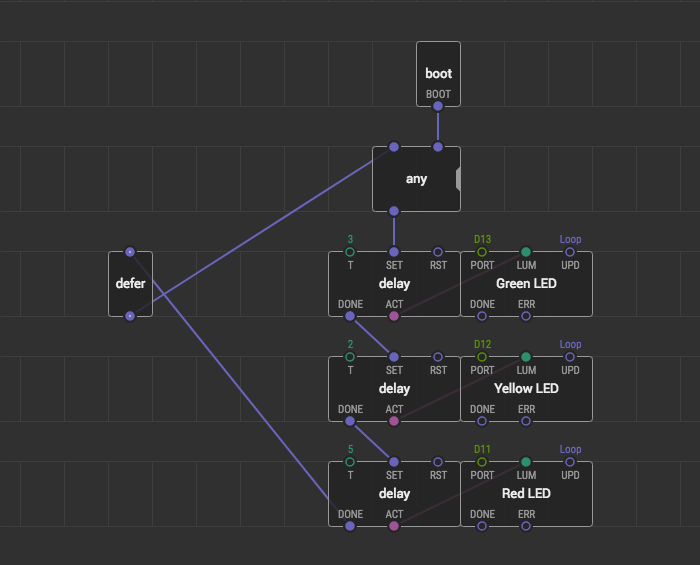 boot
BOOT
any
3 D13 Loop
T SET RST PORT LUM UPD
defer delay Green LED
DONE ACT DONE ERR
2 D12 Loop
T SET RST PORT LUM UPD
delay Yellow LED
DONE ACT DONE ERR
5 D11 Loop
T SET RST PORT LUM UPD
delay Red LED
DONE ACT DONE ERR